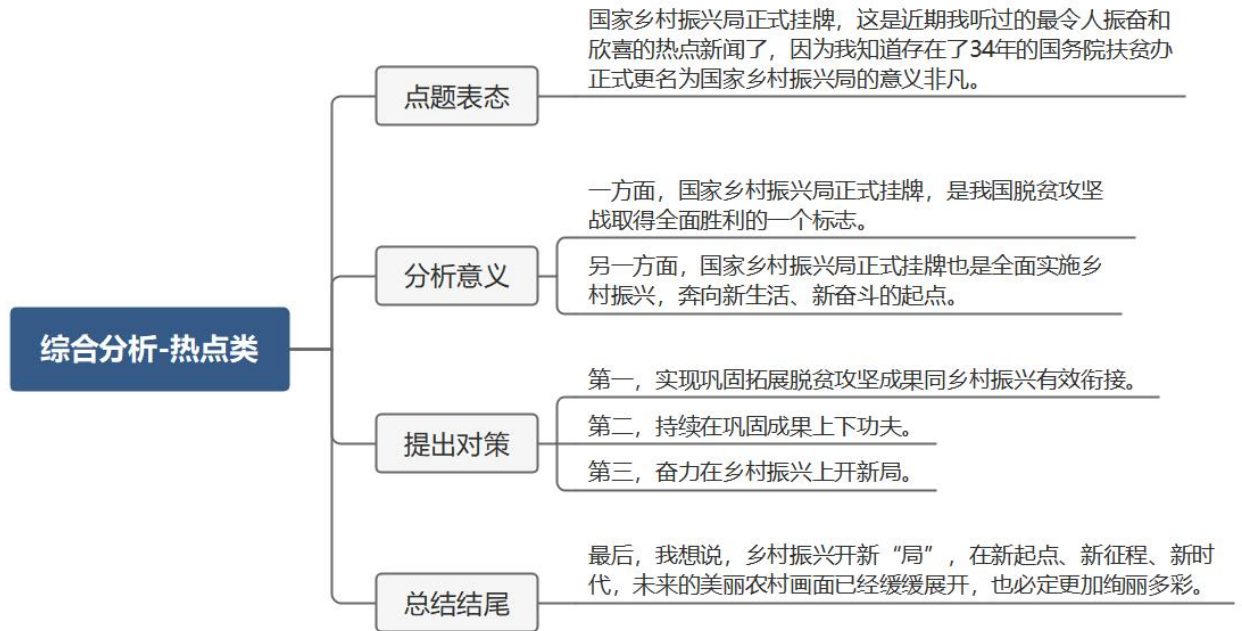 国家乡村振兴局正式挂牌，这是近期我听过的最令人振奋和
欣喜的热点新闻了，因为我知道存在了34年的国务院扶贫办
正式更名为国家乡村振兴局的意义非凡。
点题表态
一方面，国家乡村振兴局正式挂牌，是我国脱贫攻坚
战取得全面胜利的一个标志。
分析意义
另一方面，国家乡村振兴局正式挂牌也是全面实施乡
村振兴，奔向新生活、新奋斗的起点。
综合分析-热点类
第一，实现巩固拓展脱贫攻坚成果同乡村振兴有效衔接。
提出对策
第二，持续在巩固成果上下功夫。
第三，奋力在乡村振兴上开新局。
最后，我想说，乡村振兴开新“局”，在新起点、新征程、新时
代，未来的美丽农村画面已经缓缓展开，也必定更加绚丽多彩。
总结结尾